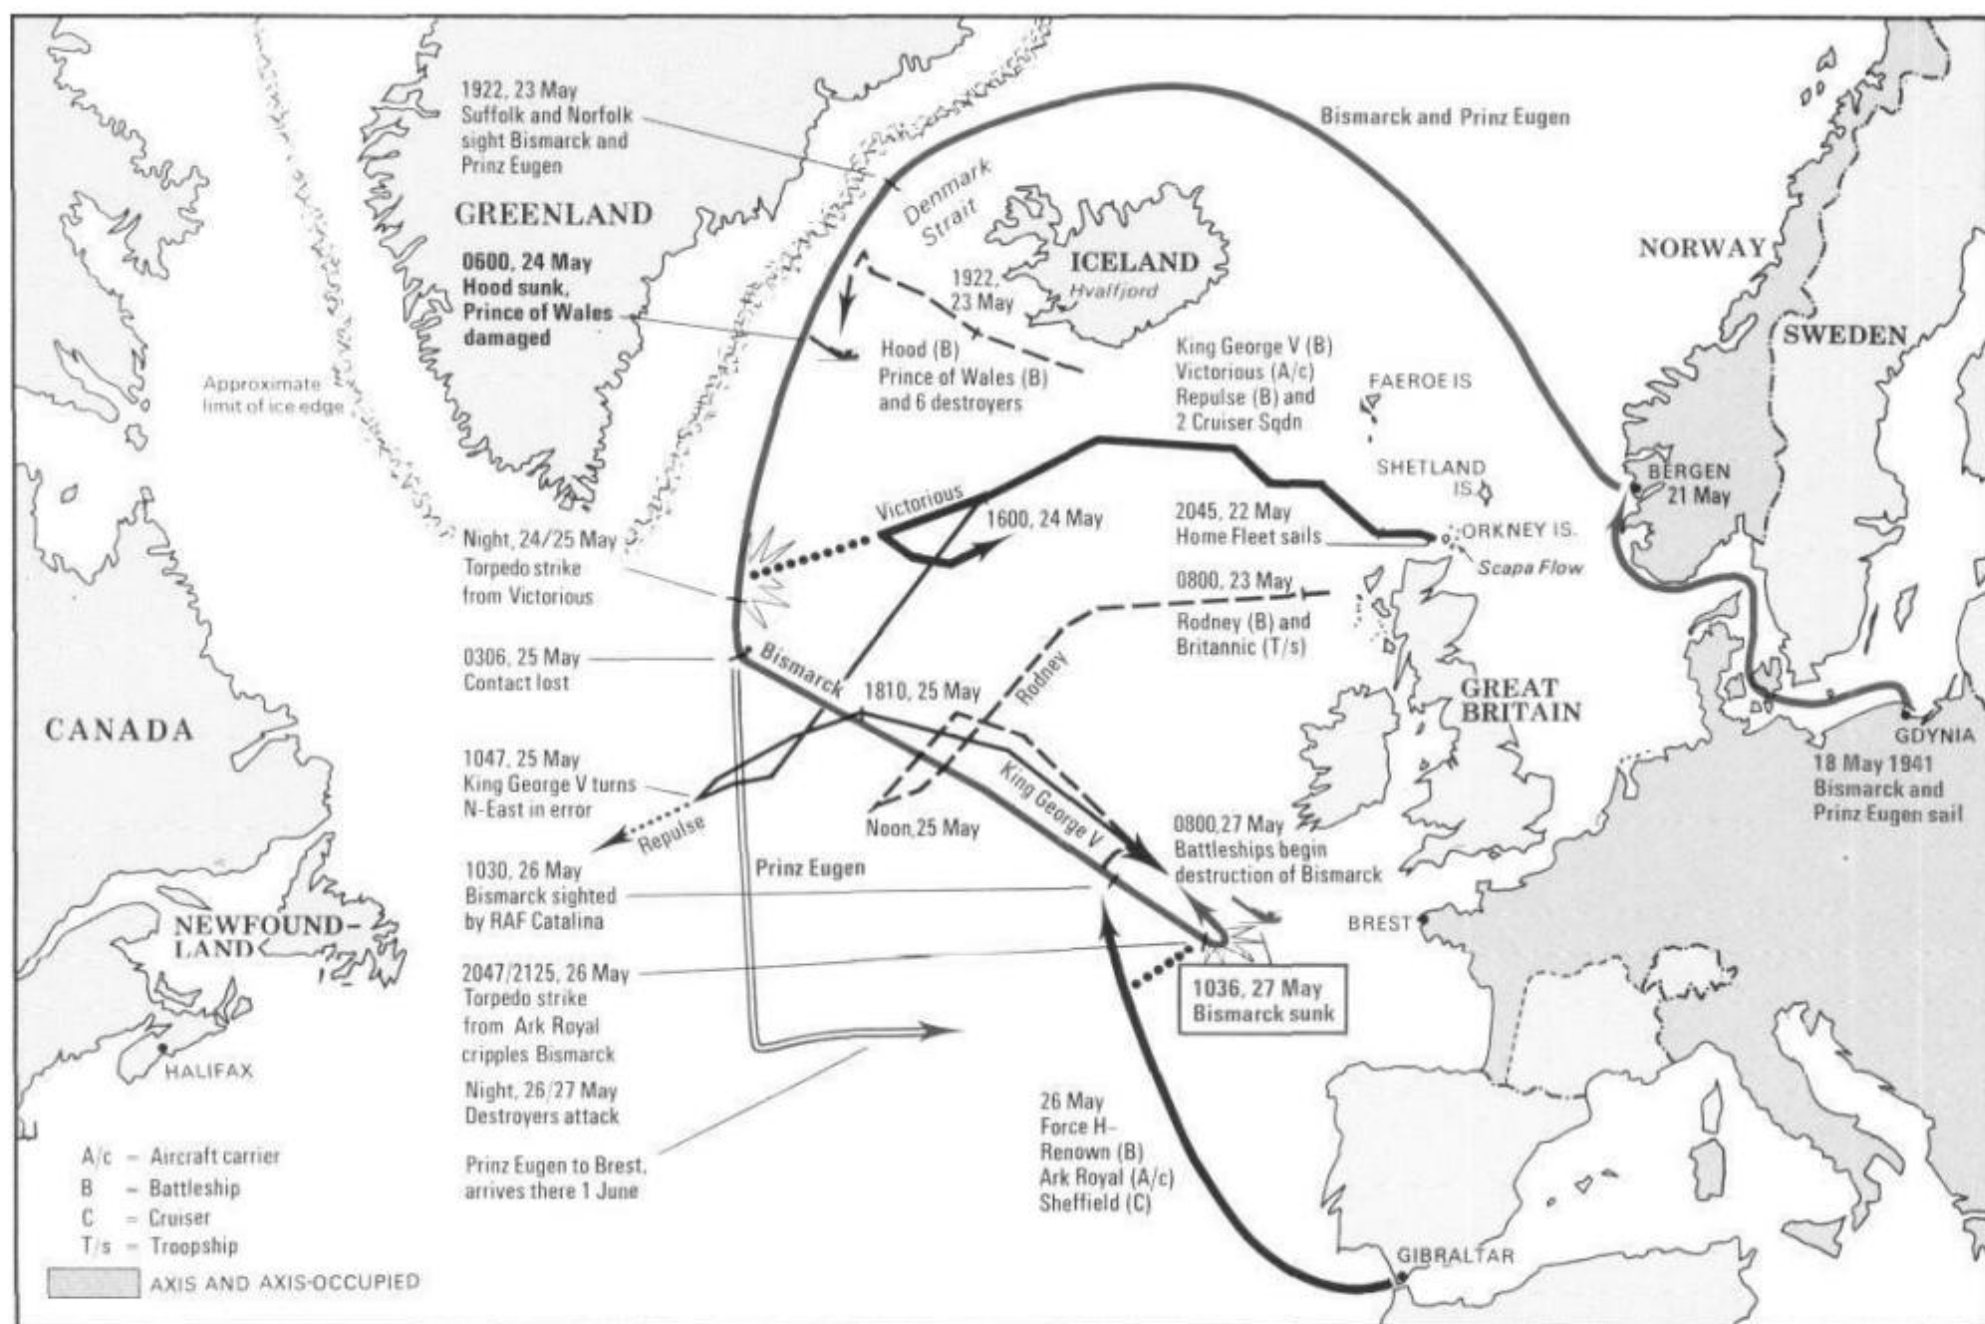 1922, 23 May
Suffolk and Norfolk
sight Bismarck and
Prinz Eugen
GREENLAND
0600, 24 May
Hood sunk,
Prince of Wales
damaged
Approximate
limit of ice edge
Denmark
Strait
ICELAND
Hvalfjord
1922,
23 May
Hood (B)
Prince of Wales (B)
and 6 destroyers
Bismarck and Prinz Eugen
King George V (B)
Victorious (A/c)
Repulse (B) and
2 Cruiser Sqdn
NORWAY
SWEDEN
FAEROE IS
SHETLAND
IS.
BERGEN
21 May
ORKNEY IS.
Scapa Flow
Victorious
1600, 24 May
2045, 22 May
Home Fleet sails
0800, 23 May
Rodney (B) and
Britannic (T/s)
Night, 24/25 May
Torpedo strike
from Victorious
0306, 25 May
Contact lost
Bismarck
1810, 25 May
Rodney
GREAT
BRITAIN
CANADA
GDYNIA
18 May 1941
Bismarck and
Prinz Eugen sail
1047, 25 May
King George V turns
N-East in error
Repulse
King George V
Noon, 25 May
0800, 27 May
Battleships begin
destruction of Bismarck
1030, 26 May
Bismarck sighted
by RAF Catalina
Prinz Eugen
NEWFOUND-
LAND
BREST
2047/2125, 26 May
Torpedo strike
from Ark Royal
cripples Bismarck
1036, 27 May
Bismarck sunk
HALIFAX
Night, 26/27 May
Destroyers attack
26 May
Force H-
Renown (B)
Ark Royal (A/c)
Sheffield (C)
Prinz Eugen to Brest,
arrives there 1 June
GIBRALTAR
A/c = Aircraft carrier
B = Battleship
C = Cruiser
T/s = Troopship
AXIS AND AXIS-OCCUPIED